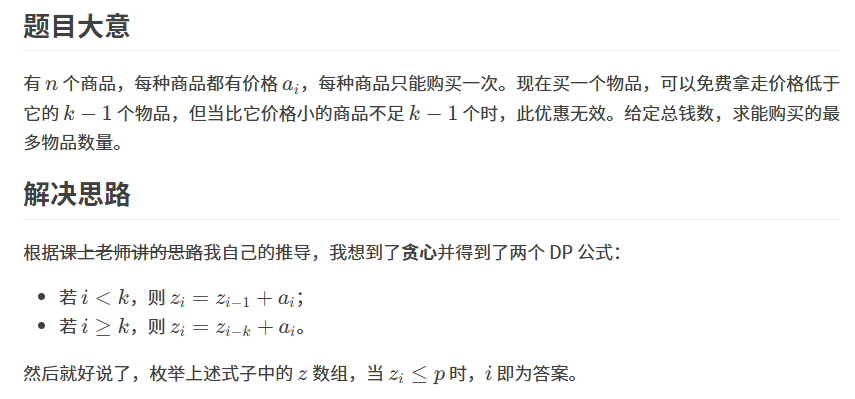 题目大意
有 n 个商品，每种商品都有价格 a_i，每种商品只能购买一次。现在买一个物品，可以免费拿走价格低于
它的 k − 1 个物品，但当比它价格小的商品不足 k − 1 个时，此优惠无效。给定总钱数，求能购买的最
多物品数量。
解决思路
根据课上老师讲的思路我自己的推导，我想到了贪心并得到了两个 DP 公式：
• 若 i < k，则 z_i = z_{i−1} + a_i；
• 若 i ≥ k，则 z_i = z_{i−k} + a_i。
然后就好说了，枚举上述式子中的 z 数组，当 z_i ≤ p 时，i 即为答案。